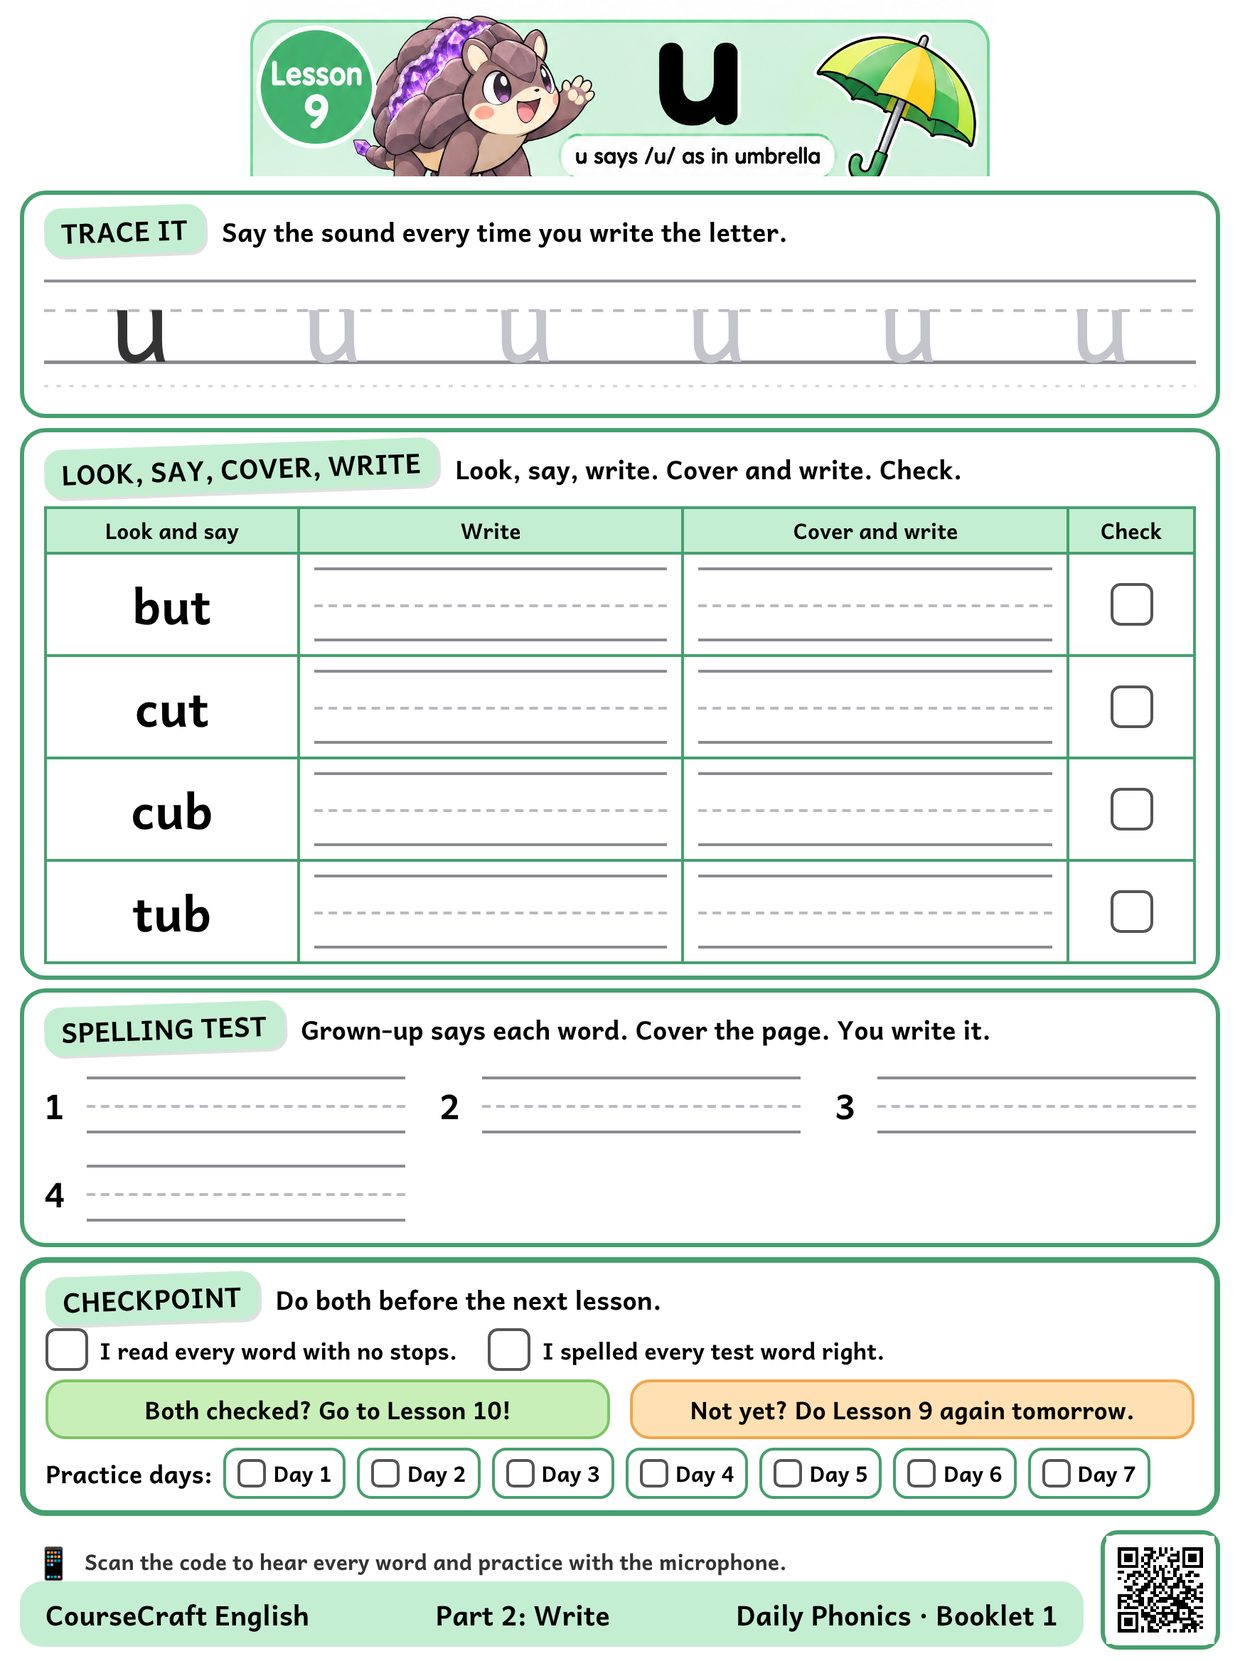 Lesson
9
u
u says /u/ as in umbrella
TRACE IT Say the sound every time you write the letter.
u u u u u u
LOOK, SAY, COVER, WRITE Look, say, write. Cover and write. Check.
Look and say Write Cover and write Check
but
cut
cub
tub
SPELLING TEST Grown-up says each word. Cover the page. You write it.
1 2 3
4
CHECKPOINT Do both before the next lesson.
I read every word with no stops. I spelled every test word right.
Both checked? Go to Lesson 10! Not yet? Do Lesson 9 again tomorrow.
Practice days: Day 1 Day 2 Day 3 Day 4 Day 5 Day 6 Day 7
Scan the code to hear every word and practice with the microphone.
CourseCraft English Part 2: Write Daily Phonics · Booklet 1